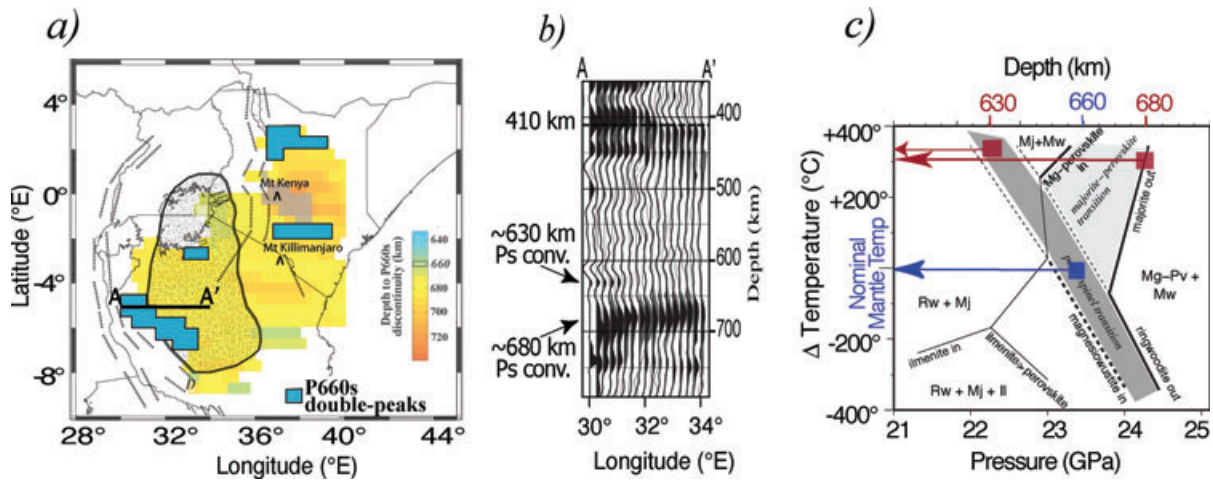 a)
4°
0°
-4°
-8°
Latitude (°E)
28°
32°
36°
40°
44°
Longitude (°E)
Mt Kenya
Mt Killimanjaro
A
A'
Depth to P660s
discontinuity (km)
640
660
680
700
720
P660s
double-peaks
b)
A
A'
410 km
~630 km
Ps conv.
~680 km
Ps conv.
400
500
600
700
Depth (km)
30°
32°
34°
Longitude (°E)
c)
Depth (km)
630
660
680
+400°
+200°
-200°
-400°
Δ Temperature (°C)
Nominal
Mantle Temp
Mj+Mw
Mg-perovskite
in
majorite-perovskite
transition
majorite out
Mg-Pv +
Mw
Rw + Mj
ilmenite in
ilmenite>perovskite
Rw + Mj + Il
magnesiowustite in
ringwoodite out
21
22
23
24
25
Pressure (GPa)